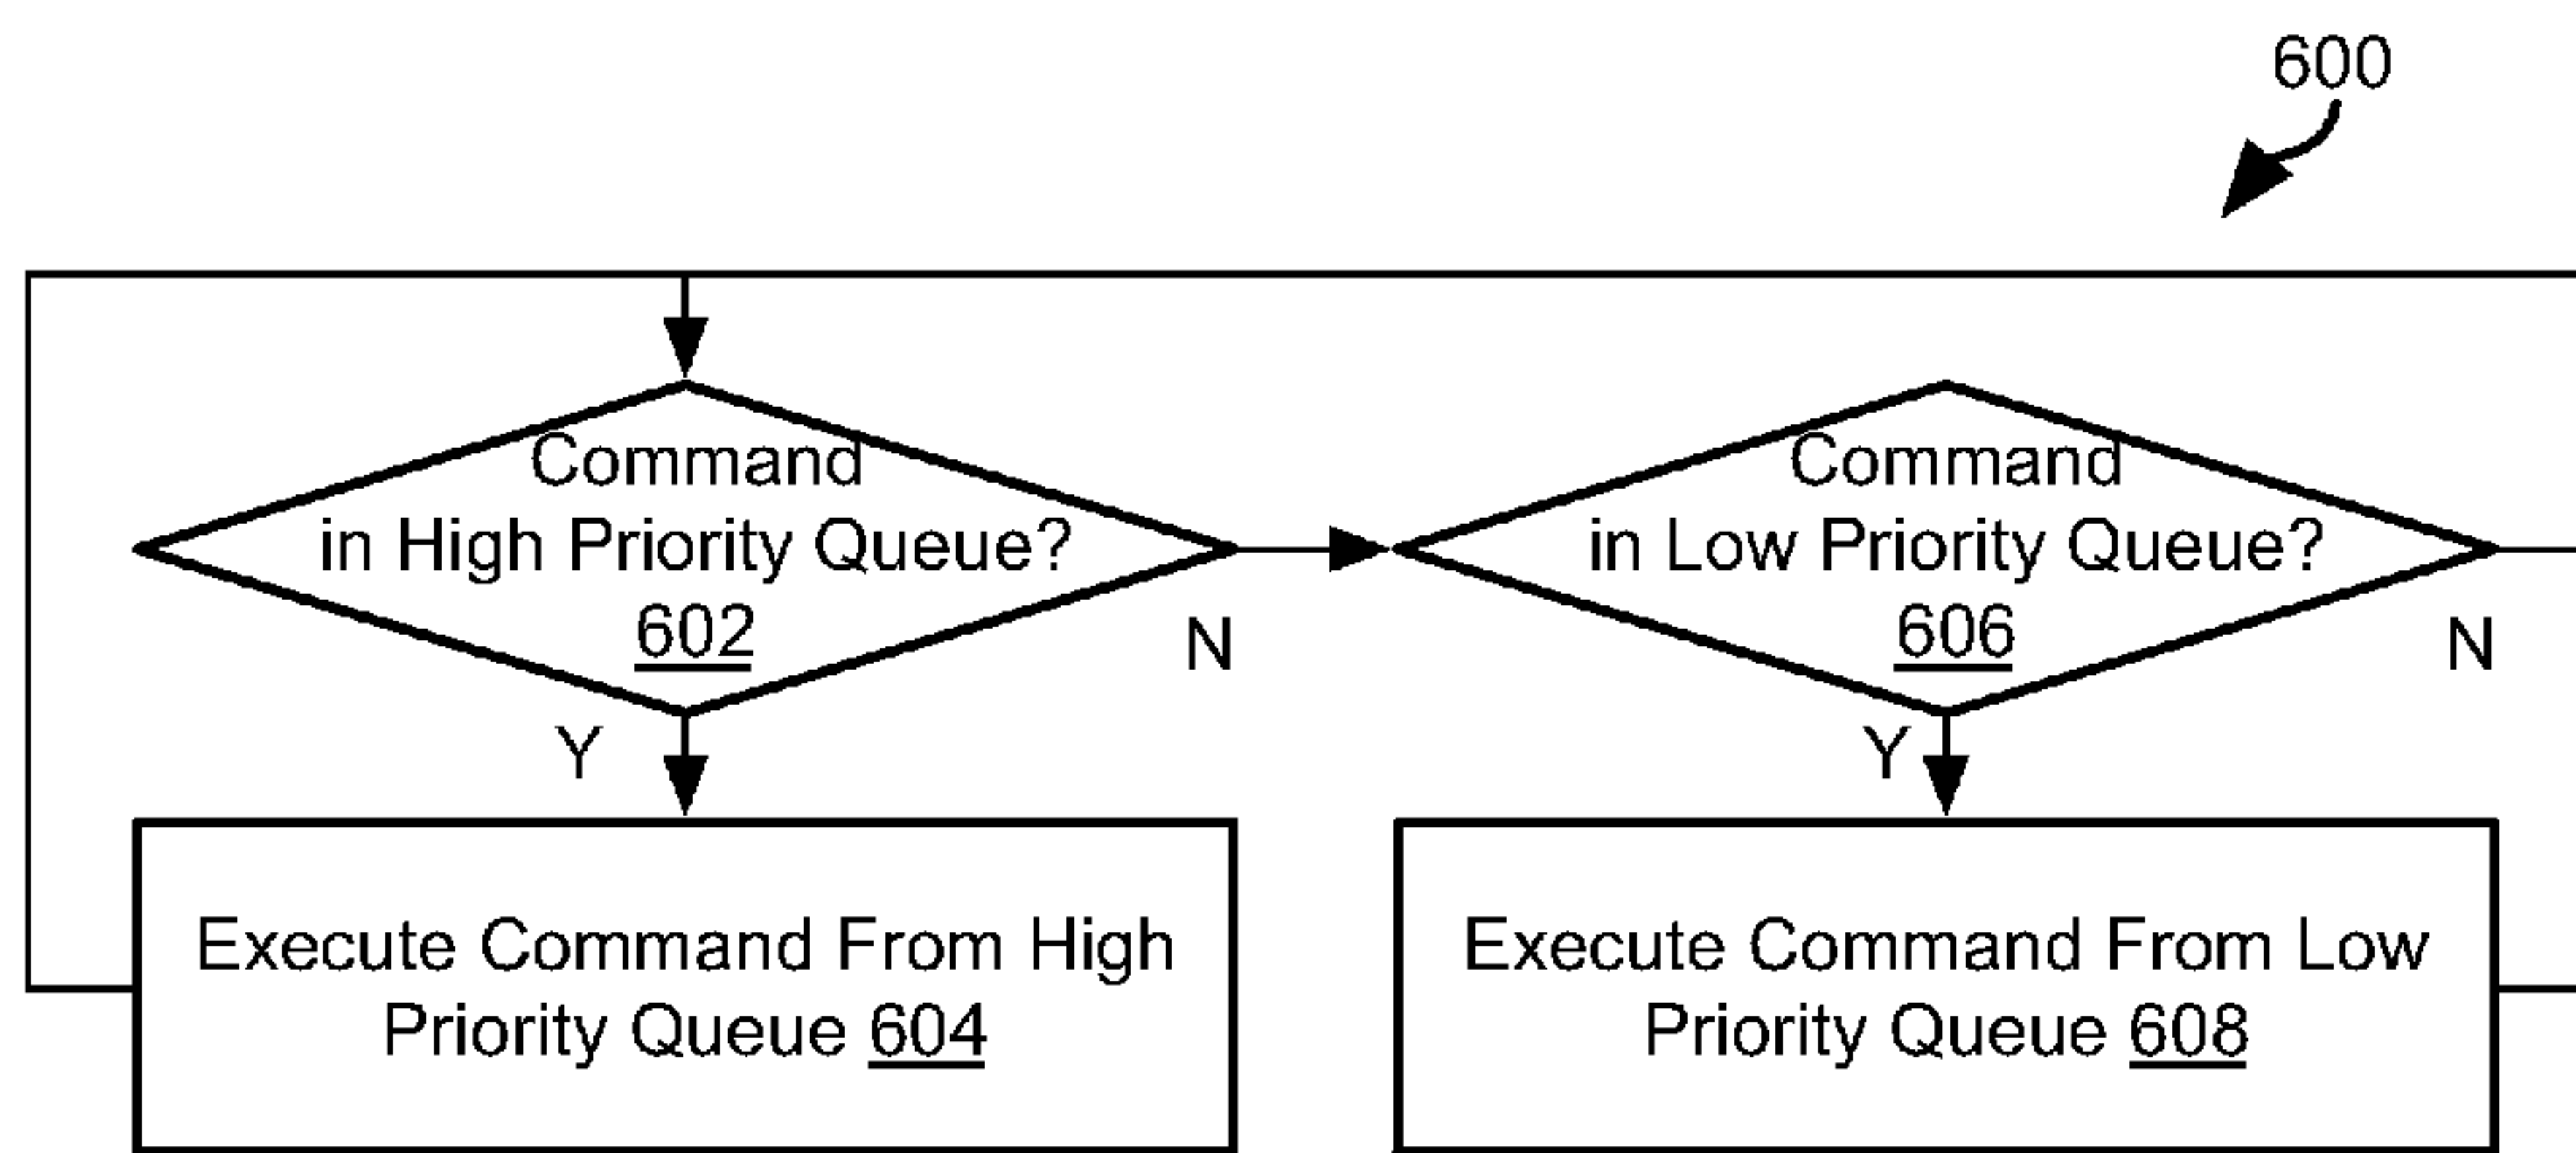 600
Command
in High Priority Queue?
602
N
Y
Command
in Low Priority Queue?
606
N
Y
Execute Command From High
Priority Queue 604
Execute Command From Low
Priority Queue 608